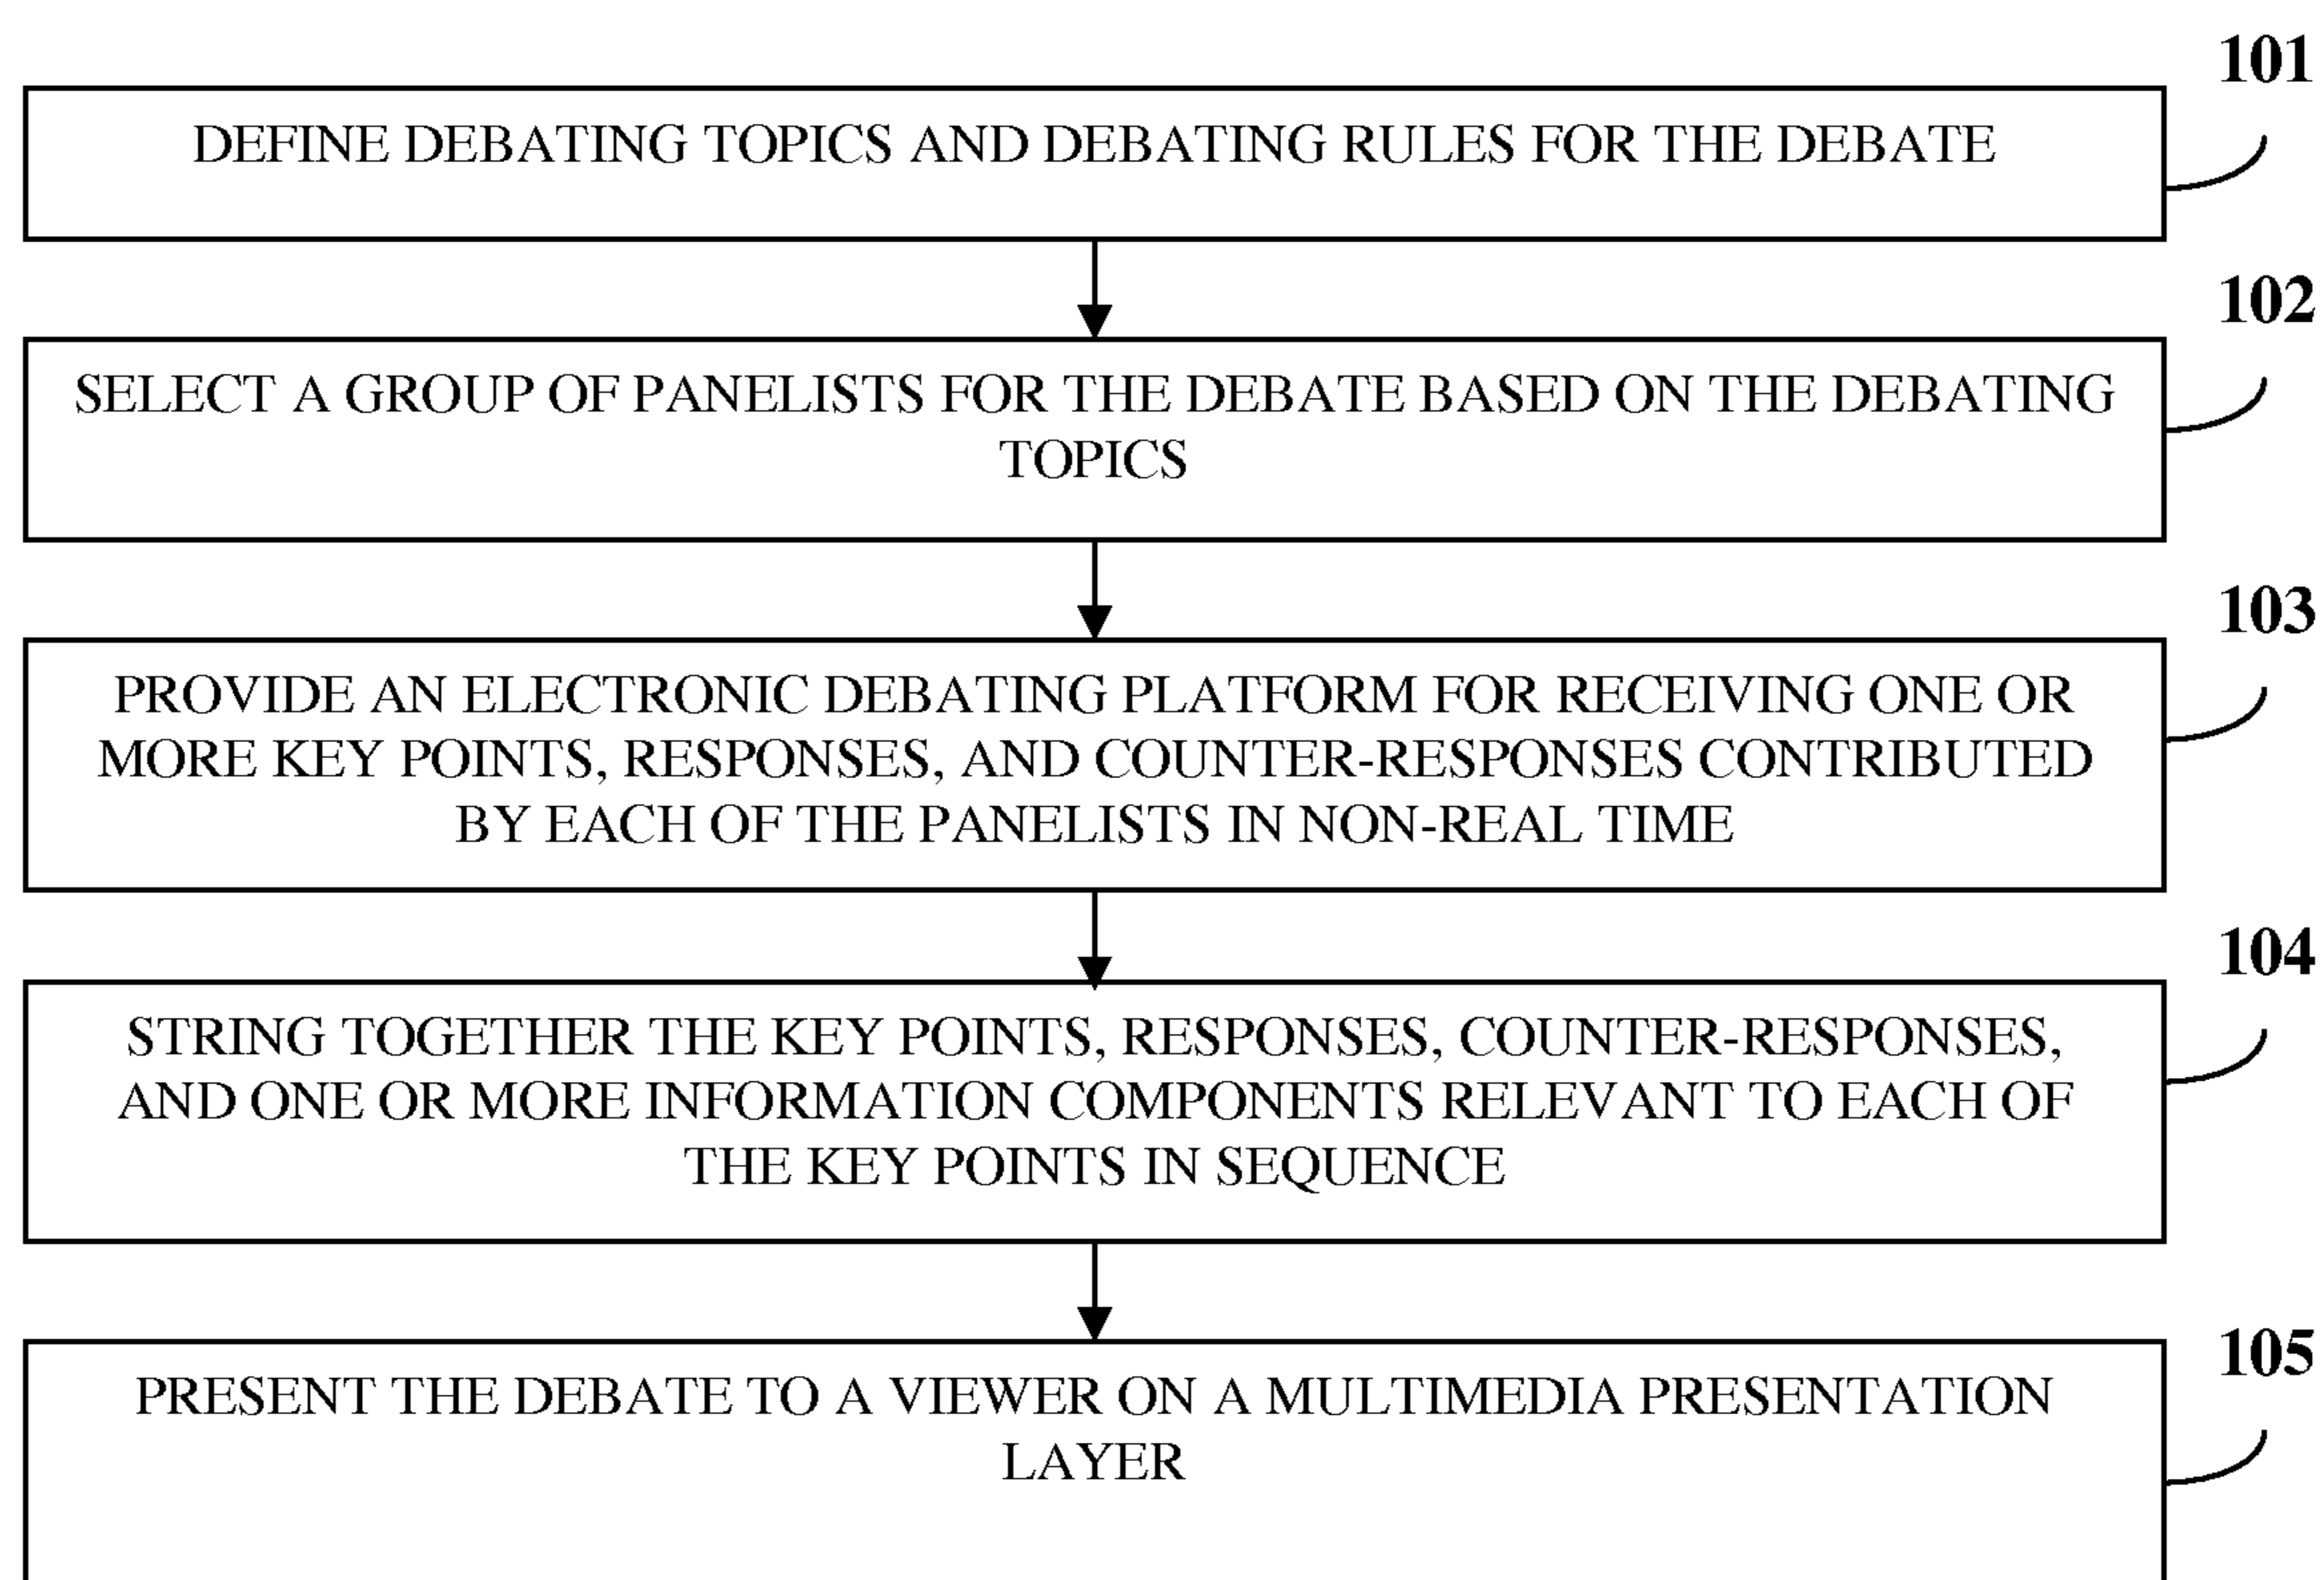 101
DEFINE DEBATING TOPICS AND DEBATING RULES FOR THE DEBATE
102
SELECT A GROUP OF PANELISTS FOR THE DEBATE BASED ON THE DEBATING
TOPICS
103
PROVIDE AN ELECTRONIC DEBATING PLATFORM FOR RECEIVING ONE OR
MORE KEY POINTS, RESPONSES, AND COUNTER-RESPONSES CONTRIBUTED
BY EACH OF THE PANELISTS IN NON-REAL TIME
104
STRING TOGETHER THE KEY POINTS, RESPONSES, COUNTER-RESPONSES,
AND ONE OR MORE INFORMATION COMPONENTS RELEVANT TO EACH OF
THE KEY POINTS IN SEQUENCE
105
PRESENT THE DEBATE TO A VIEWER ON A MULTIMEDIA PRESENTATION
LAYER